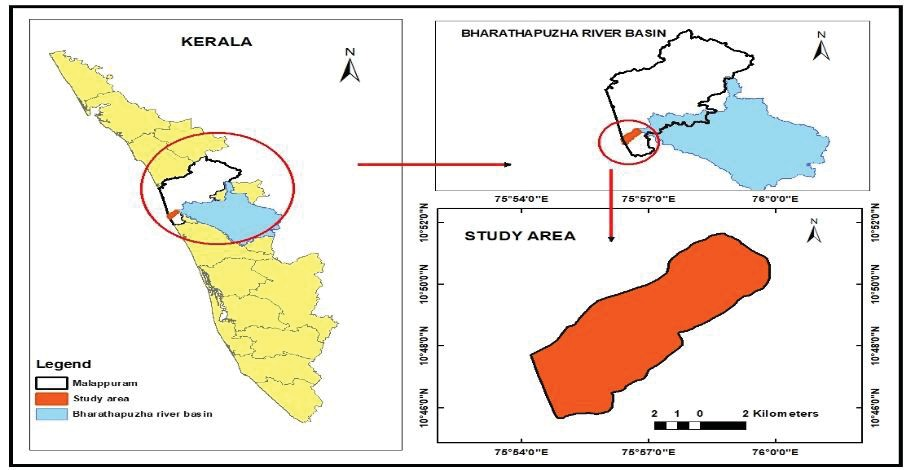 KERALA
N
Legend
Malappuram
Study area
Bharathapuzha river basin
BHARATHAPUZHA RIVER BASIN
N
75°54'0"E 75°57'0"E 76°0'0"E
STUDY AREA
N
10°52'0"N 10°52'0"N
10°50'0"N 10°50'0"N
10°48'0"N 10°48'0"N
10°46'0"N 10°46'0"N
2 1 0 2 Kilometers
75°54'0"E 75°57'0"E 76°0'0"E